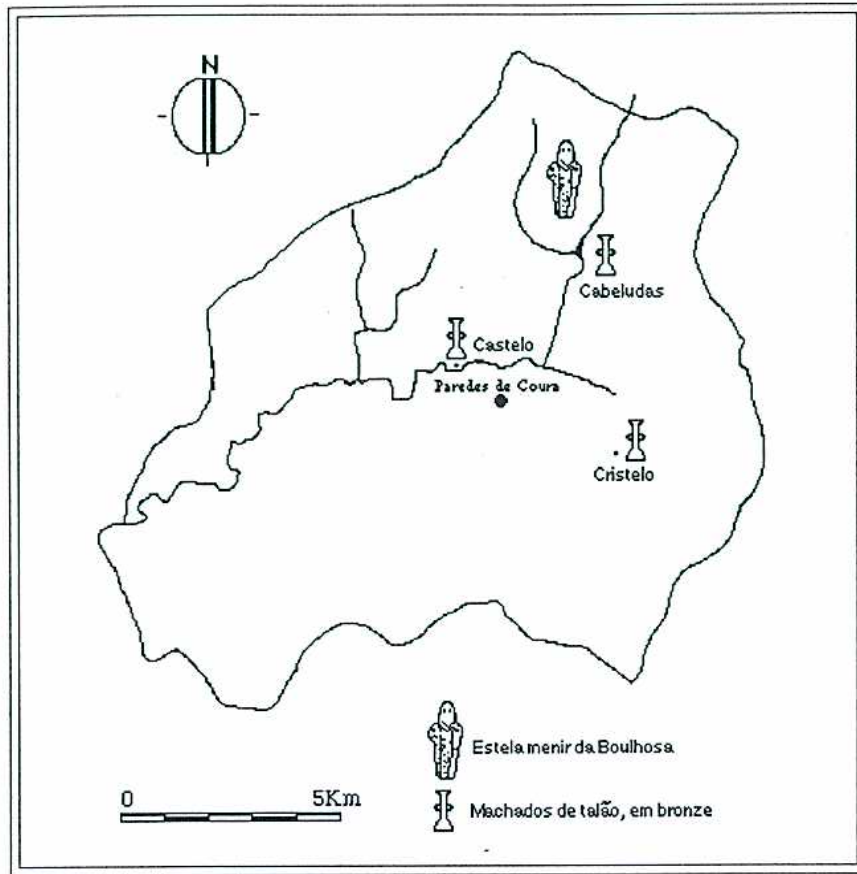 N
Cabeludas
Castelo
Paredes de Coura
Cristelo
Estela menir da Boulhosa
0 5Km
Machados de talão, em bronze